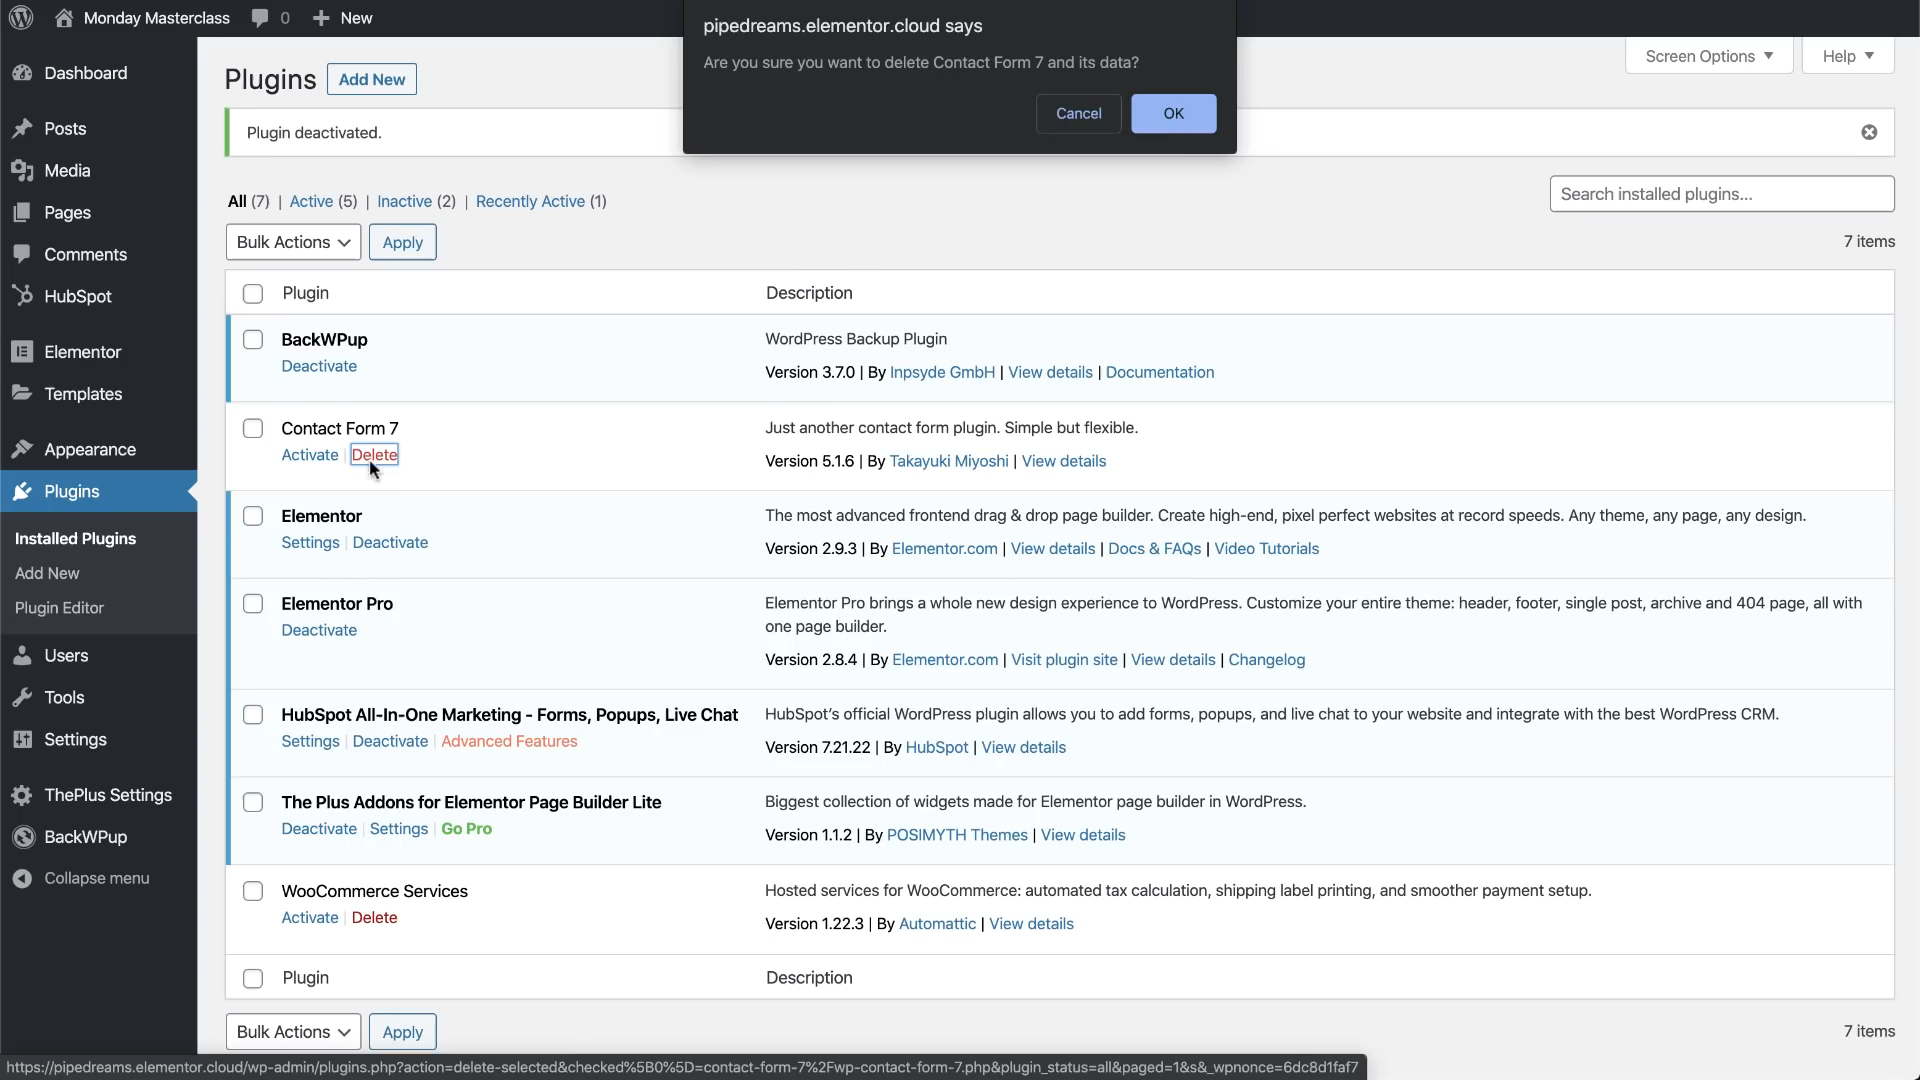 Monday Masterclass 0 New
pipedreams.elementor.cloud says
Are you sure you want to delete Contact Form 7 and its data?
Cancel OK
Screen Options Help
Dashboard
Posts
Media
Pages
Comments
HubSpot
Elementor
Templates
Appearance
Plugins
Installed Plugins
Add New
Plugin Editor
Users
Tools
Settings
ThePlus Settings
BackWPup
Collapse menu
Plugins Add New
Plugin deactivated.
All (7) | Active (5) | Inactive (2) | Recently Active (1)
Search installed plugins...
Bulk Actions Apply
7 items
Plugin Description
BackWPup
Deactivate
WordPress Backup Plugin
Version 3.7.0 | By Inpsyde GmbH | View details | Documentation
Contact Form 7
Activate | Delete
Just another contact form plugin. Simple but flexible.
Version 5.1.6 | By Takayuki Miyoshi | View details
Elementor
Settings | Deactivate
The most advanced frontend drag & drop page builder. Create high-end, pixel perfect websites at record speeds. Any theme, any page, any design.
Version 2.9.3 | By Elementor.com | View details | Docs & FAQs | Video Tutorials
Elementor Pro
Deactivate
Elementor Pro brings a whole new design experience to WordPress. Customize your entire theme: header, footer, single post, archive and 404 page, all with
one page builder.
Version 2.8.4 | By Elementor.com | Visit plugin site | View details | Changelog
HubSpot All-In-One Marketing - Forms, Popups, Live Chat
Settings | Deactivate | Advanced Features
HubSpot's official WordPress plugin allows you to add forms, popups, and live chat to your website and integrate with the best WordPress CRM.
Version 7.21.22 | By HubSpot | View details
The Plus Addons for Elementor Page Builder Lite
Deactivate | Settings | Go Pro
Biggest collection of widgets made for Elementor page builder in WordPress.
Version 1.1.2 | By POSIMYTH Themes | View details
WooCommerce Services
Activate | Delete
Hosted services for WooCommerce: automated tax calculation, shipping label printing, and smoother payment setup.
Version 1.22.3 | By Automattic | View details
Plugin Description
Bulk Actions Apply
7 items
https://pipedreams.elementor.cloud/wp-admin/plugins.php?action=delete-selected&checked%5B0%5D=contact-form-7%2Fwp-contact-form-7.php&plugin_status=all&paged=1&s&_wpnonce=6dc8d1faf7